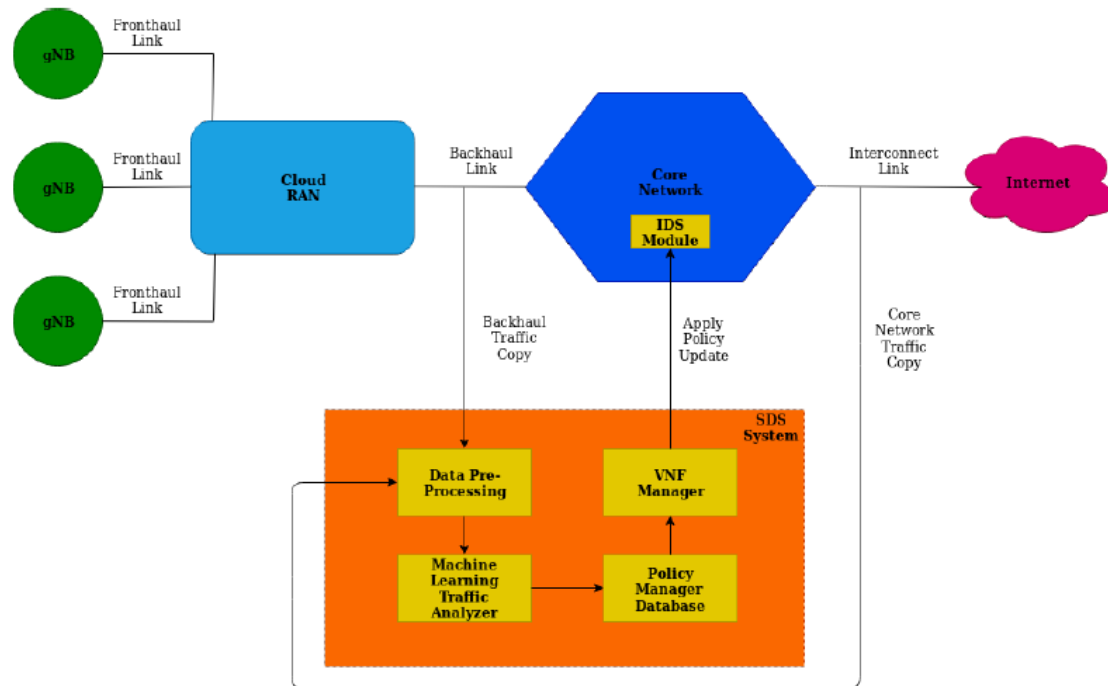 Fronthaul
Link
gNB
Fronthaul
Link
gNB
Fronthaul
Link
gNB
Cloud
RAN
Backhaul
Link
Core
Network
IDS
Module
Interconnect
Link
Internet
Backhaul
Traffic
Copy
Apply
Policy
Update
Core
Network
Traffic
Copy
SDS
System
Data Pre-
Processing
VNF
Manager
Machine
Learning
Traffic
Analyzer
Policy
Manager
Database